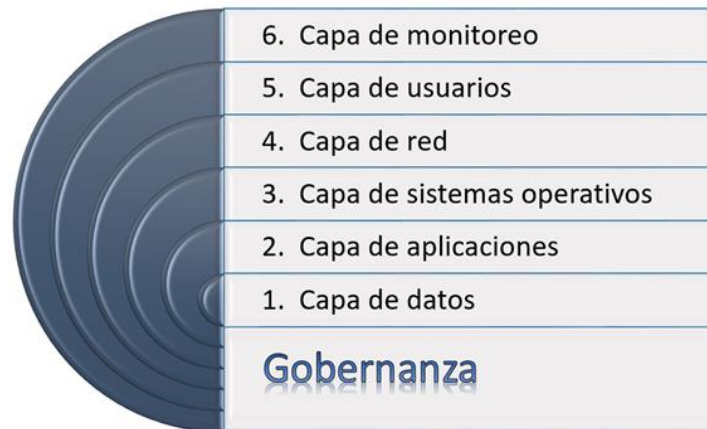 6. Capa de monitoreo
5. Capa de usuarios
4. Capa de red
3. Capa de sistemas operativos
2. Capa de aplicaciones
1. Capa de datos
Gobernanza